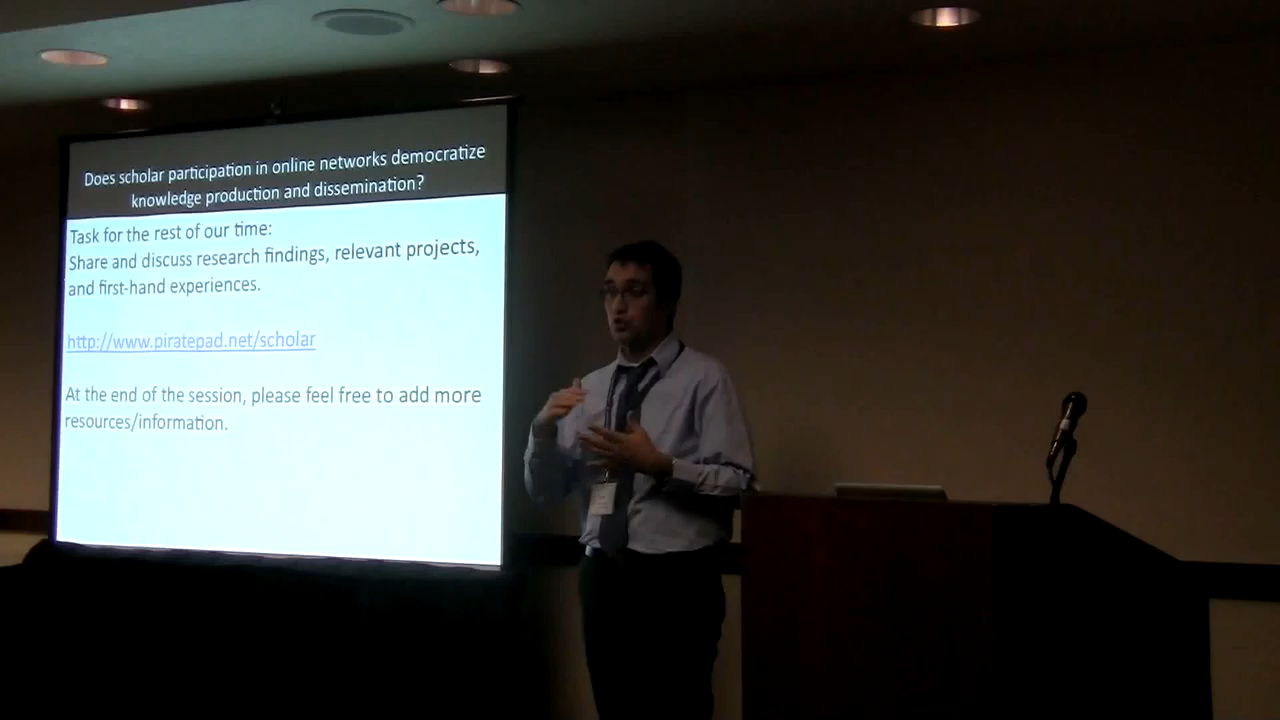 Does scholar participation in online networks democratize
knowledge production and dissemination?
Task for the rest of our time:
Share and discuss research findings, relevant projects,
and first-hand experiences.
http://www.piratepad.net/scholar
At the end of the session, please feel free to add more
resources/information.